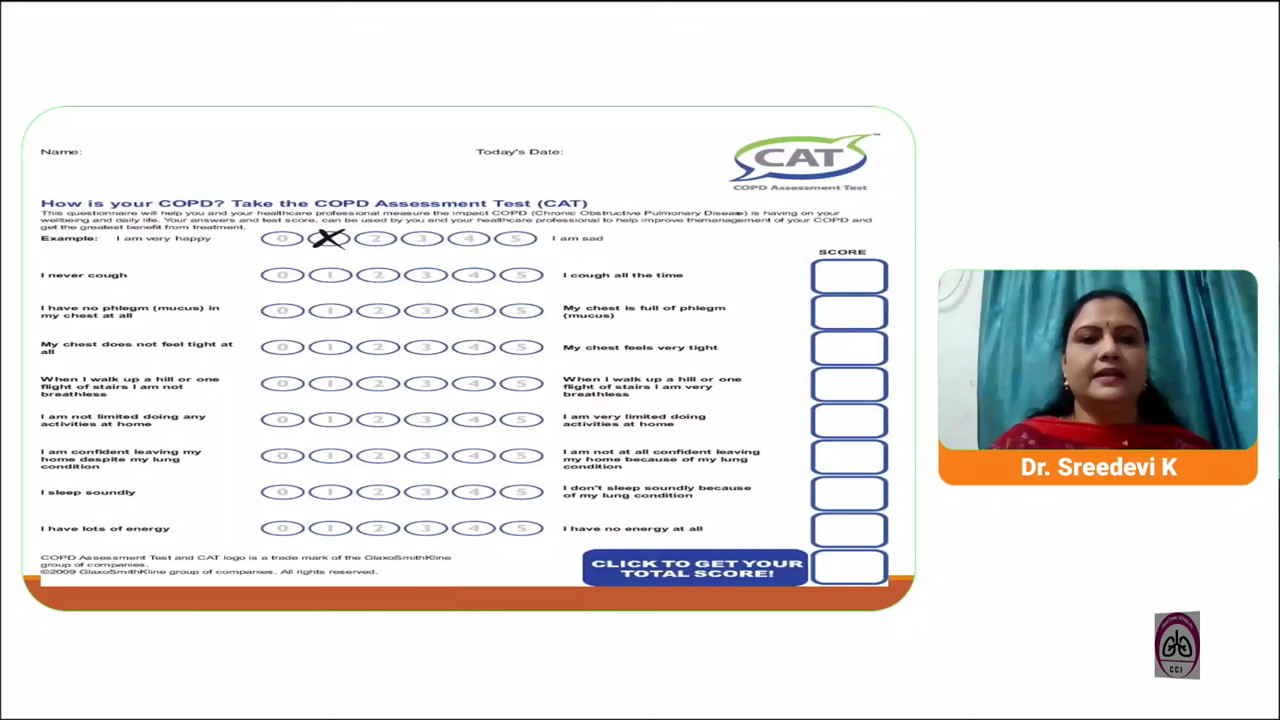 Name:
Today's Date:
CAT
COPD Assessment Test
How is your COPD? Take the COPD Assessment Test (CAT)
This questionnaire will help you and your healthcare professional measure the impact COPD (Chronic Obstructive Pulmonary Disease) is having on your
wellbeing and daily life. Your answers and test score, can be used by you and your healthcare professional to help improve themanagement of your COPD and
get the greatest benefit from treatment.
Example: I am very happy 0 2 3 4 5 I am sad
SCORE
I never cough 0 1 2 3 4 5 I cough all the time
I have no phlegm (mucus) in
my chest at all
0 1 2 3 4 5
My chest is full of phlegm
(mucus)
My chest does not feel tight at
all
0 1 2 3 4 5
My chest feels very tight
When I walk up a hill or one
flight of stairs I am not
breathless
0 1 2 3 4 5
When I walk up a hill or one
flight of stairs I am very
breathless
I am not limited doing any
activities at home
0 1 2 3 4 5
I am very limited doing
activities at home
I am confident leaving my
home despite my lung
condition
0 1 2 3 4 5
I am not at all confident leaving
my home because of my lung
condition
I sleep soundly
0 1 2 3 4 5
I don't sleep soundly because
of my lung condition
I have lots of energy 0 1 2 3 4 5 I have no energy at all
COPD Assessment Test and CAT logo is a trade mark of the GlaxoSmithKline
group of companies.
©2009 GlaxoSmithKline group of companies. All rights reserved.
CLICK TO GET YOUR
TOTAL SCORE!
Dr. Sreedevi K
CCI